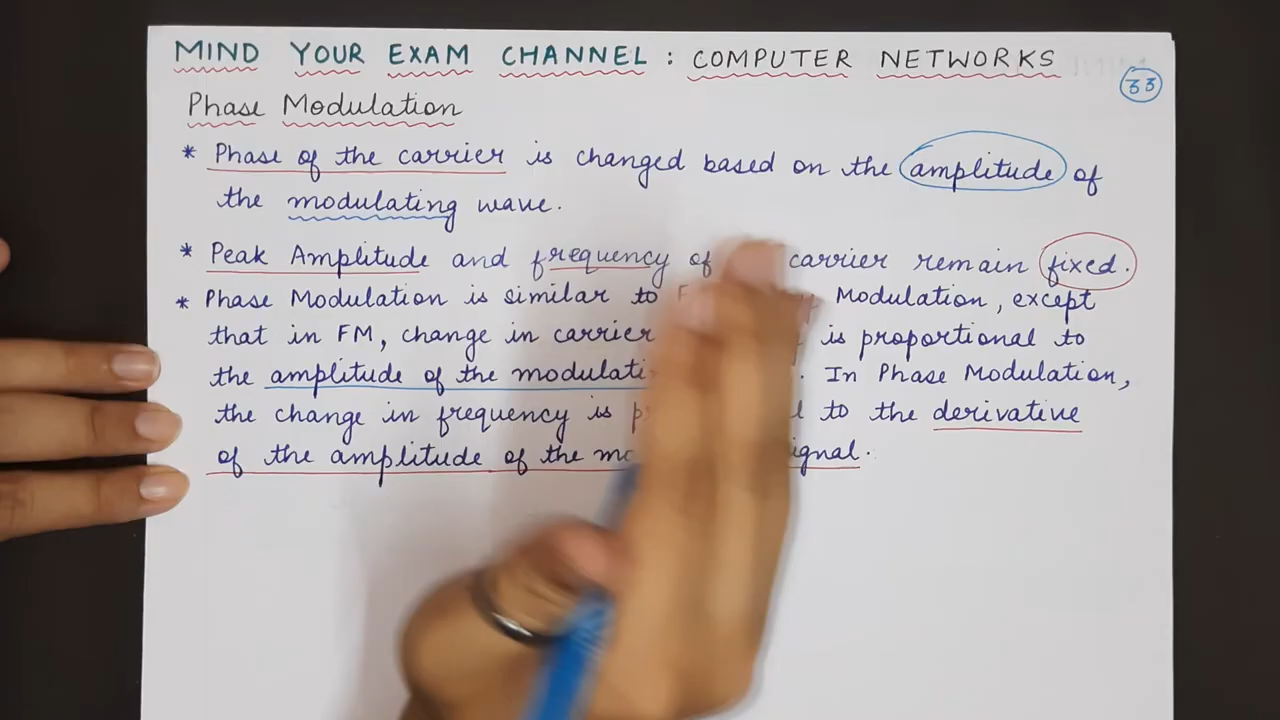 MIND YOUR EXAM CHANNEL : COMPUTER NETWORKS
33
Phase Modulation
* Phase of the carrier is changed based on the amplitude of
the modulating wave.
* Peak Amplitude and frequency of carrier remain fixed.
* Phase Modulation is similar to Modulation, except
that in FM, change in carrier is proportional to
the amplitude of the . In Phase Modulation,
the change in frequency is to the derivative
of the amplitude of the .